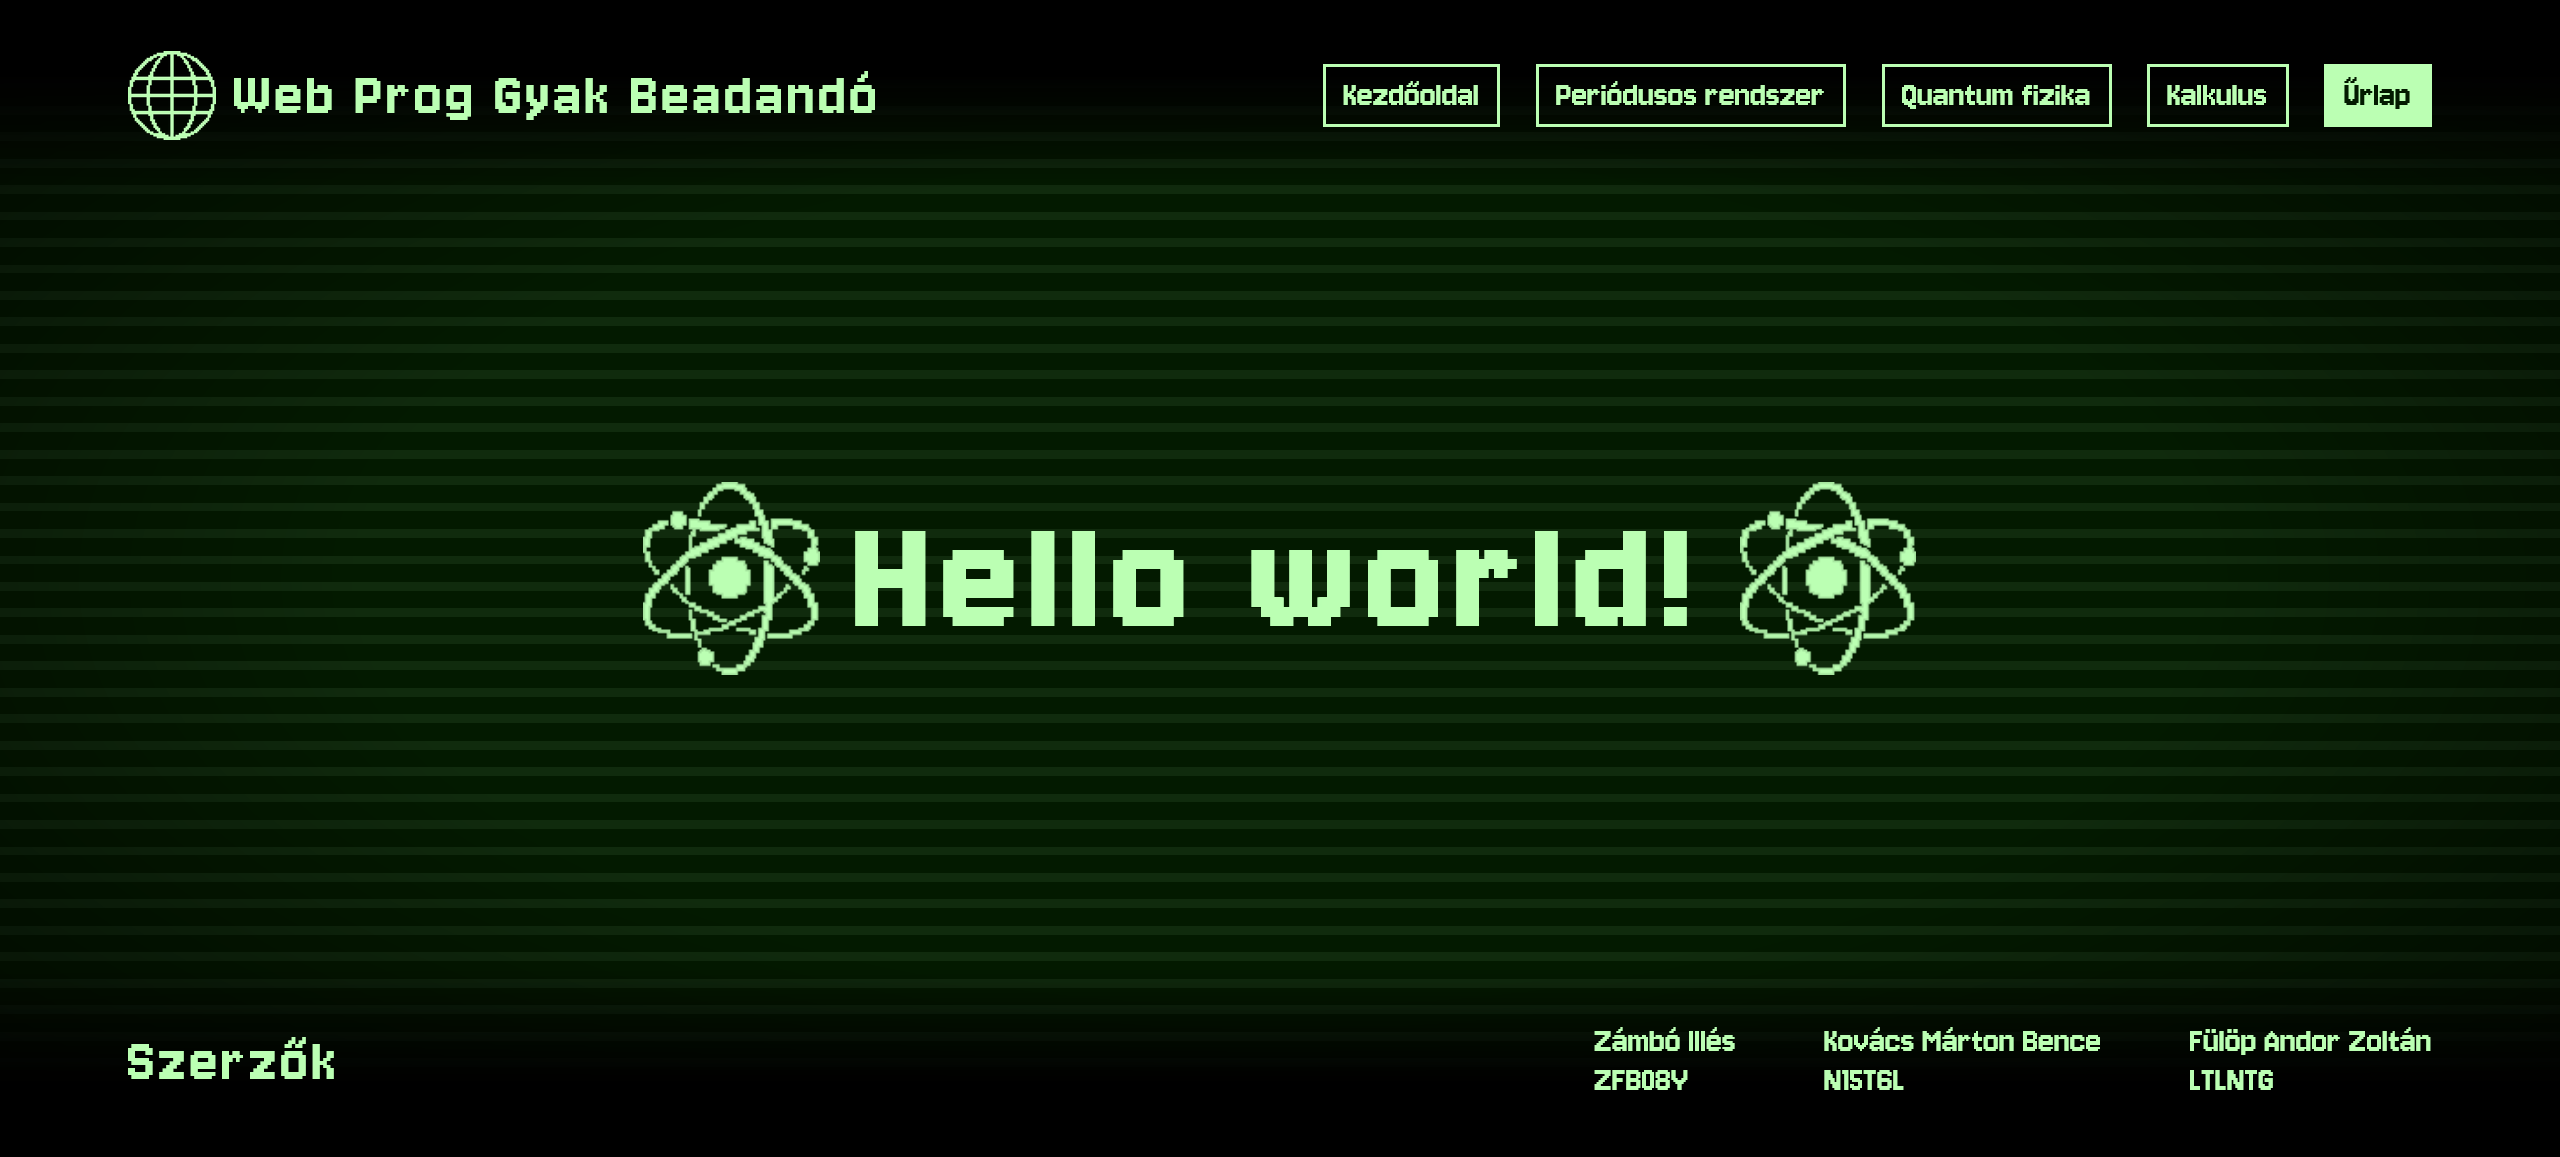 Web Prog Gyak Beadandó
Kezdőoldal
Periódusos rendszer
Quantum fizika
Kalkulus
Űrlap
Hello world!
Szerzők
Zámbó Illés
ZFB08Y
Kovács Márton Bence
N15T6L
Fülöp Andor Zoltán
LTLNTG